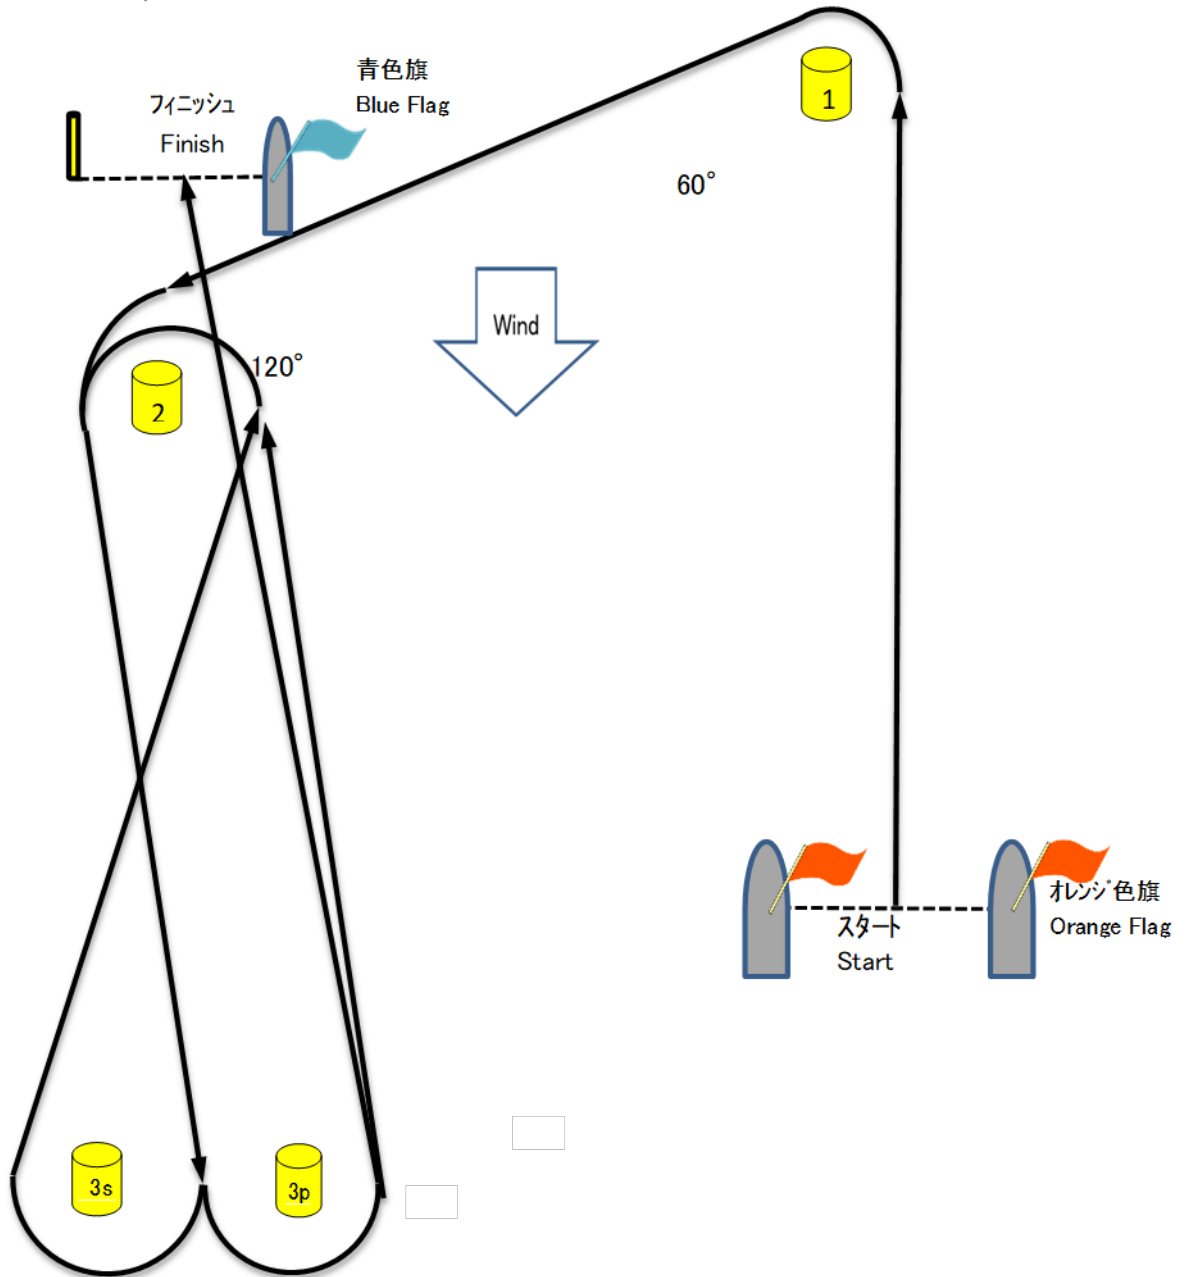 青色旗
Blue Flag
フィニッシュ
Finish
1
60°
Wind
120°
2
オレンジ色旗
Orange Flag
スタート
Start
3s
3p